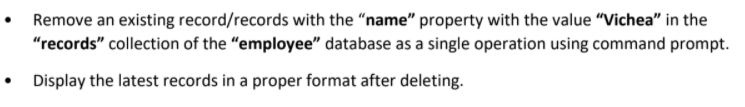 • Remove an existing record/records with the “name” property with the value “Vichea” in the
“records” collection of the “employee” database as a single operation using command prompt.
• Display the latest records in a proper format after deleting.